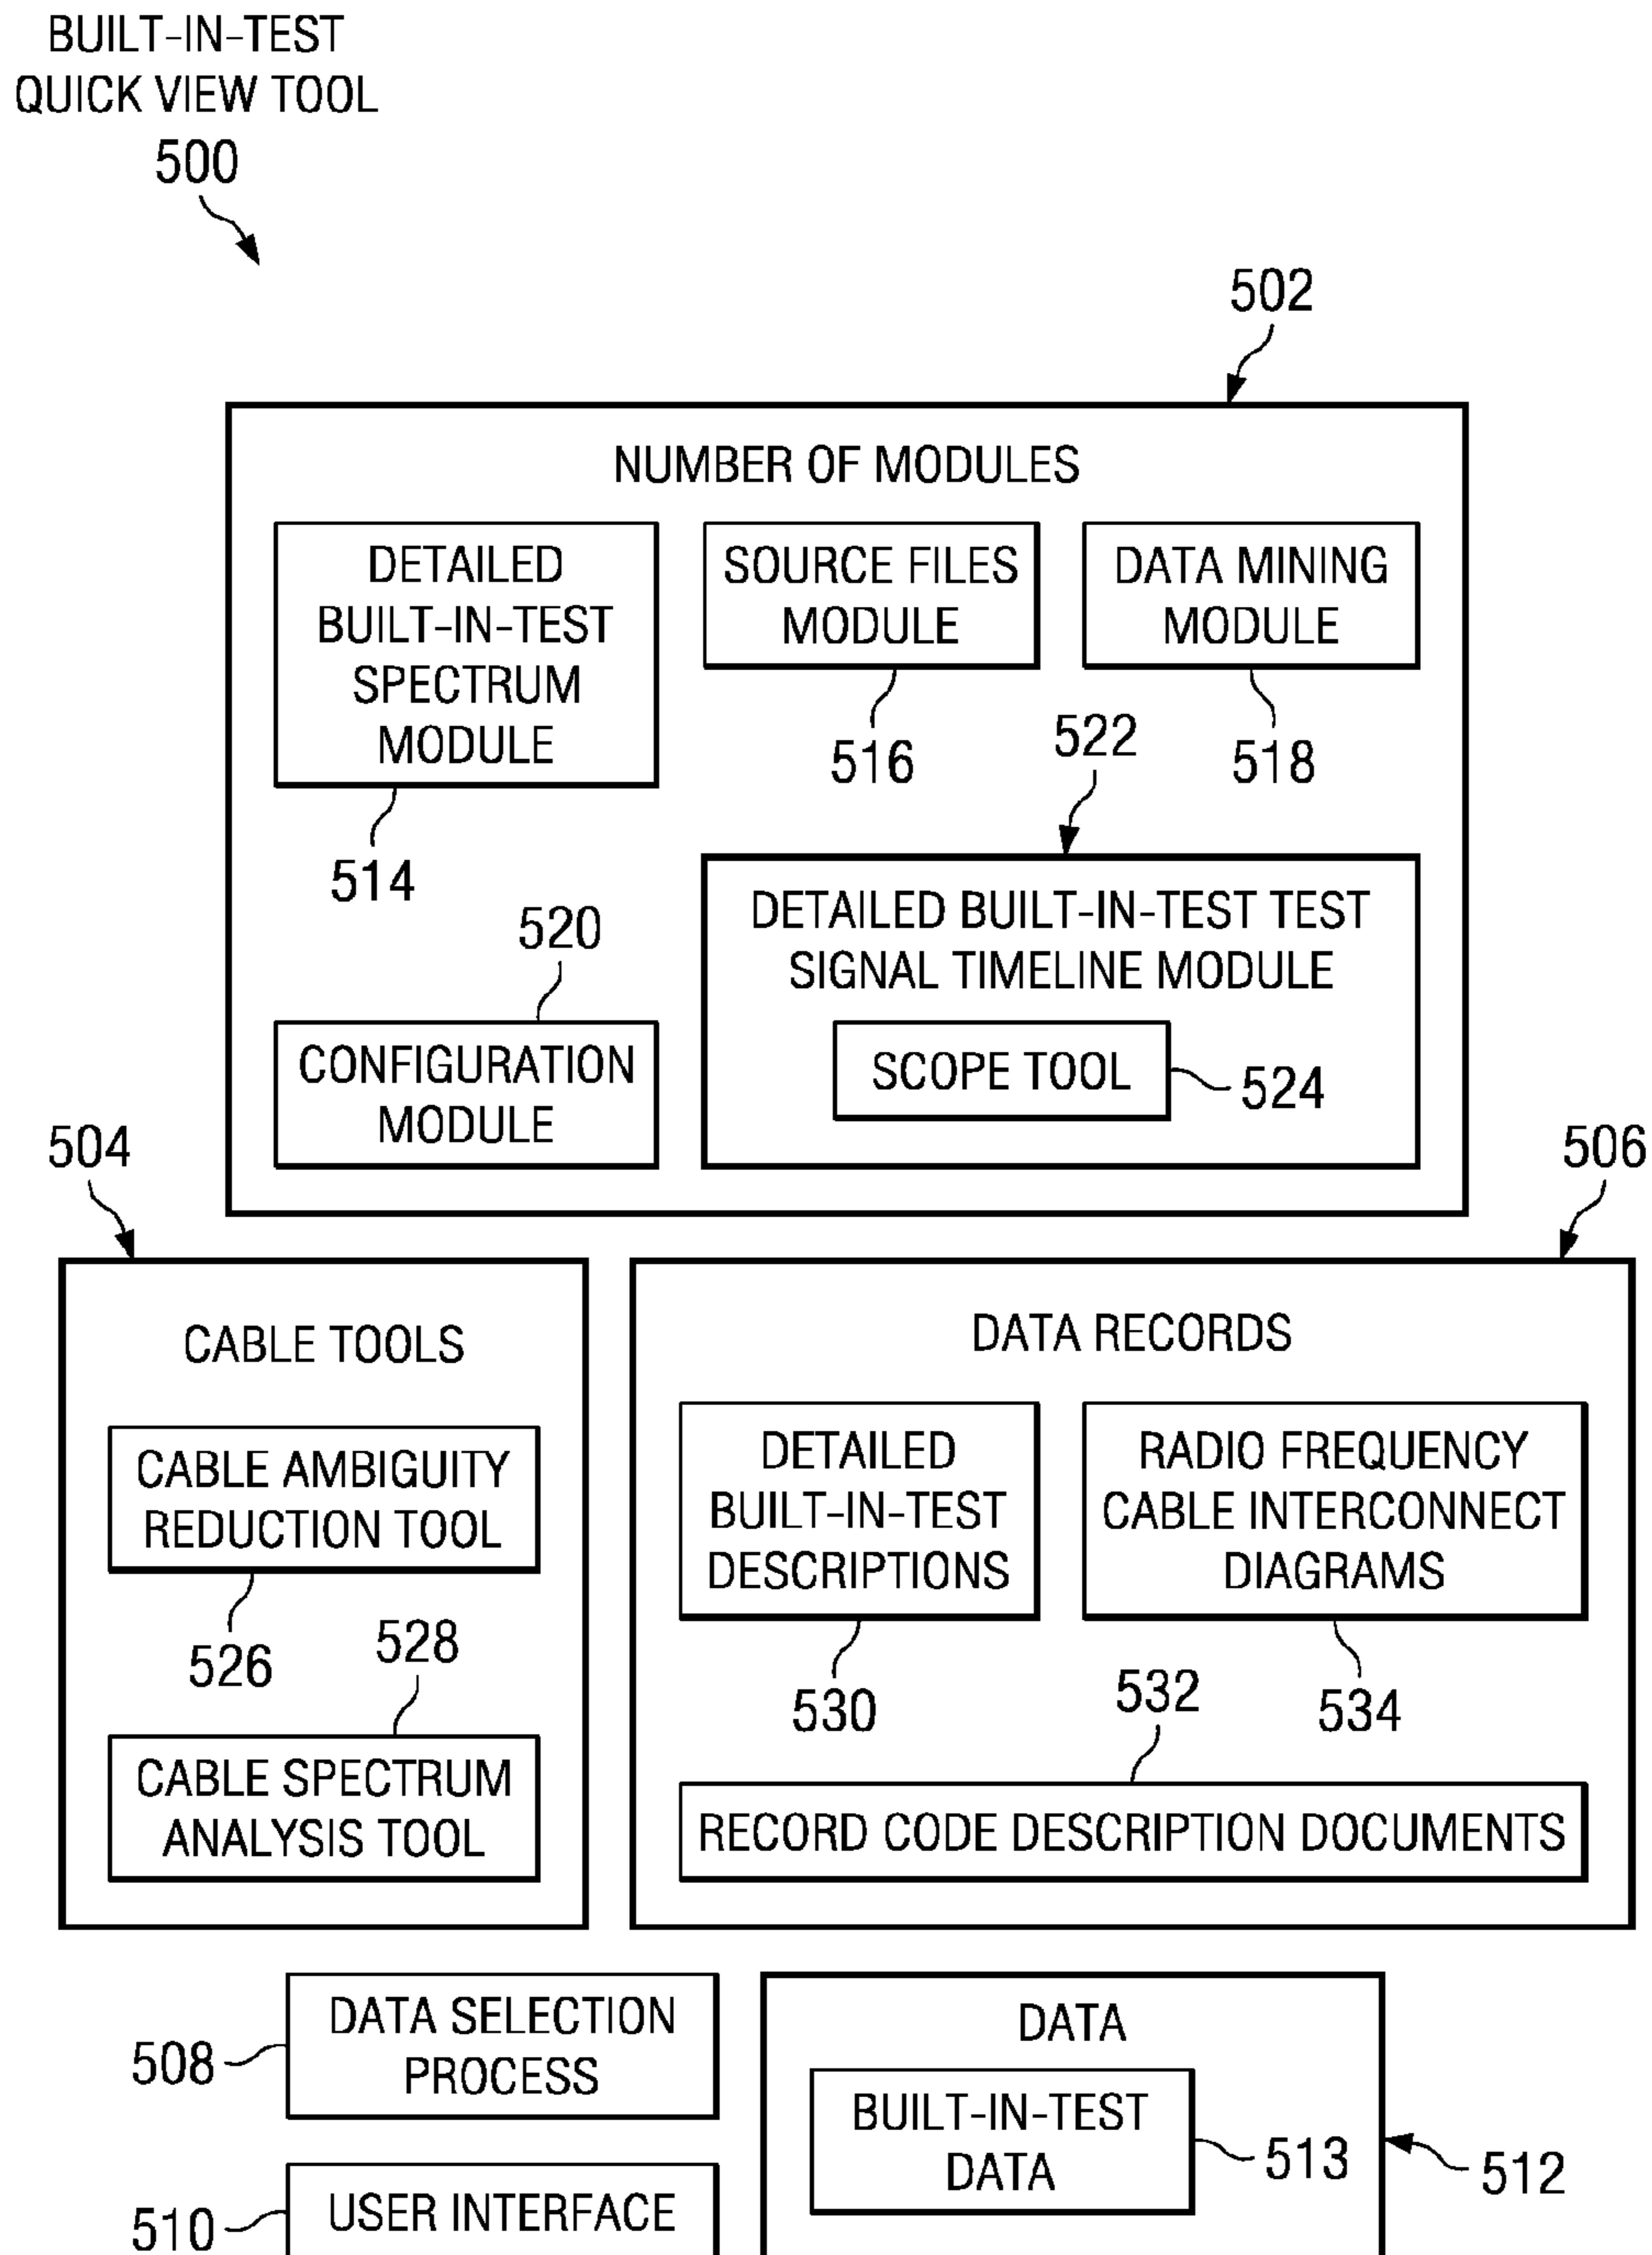 BUILT-IN-TEST
QUICK VIEW TOOL
500
502
NUMBER OF MODULES
DETAILED
BUILT-IN-TEST
SPECTRUM
MODULE
514
SOURCE FILES
MODULE
516
DATA MINING
MODULE
518
522
DETAILED BUILT-IN-TEST TEST
SIGNAL TIMELINE MODULE
SCOPE TOOL
524
520
CONFIGURATION
MODULE
504
CABLE TOOLS
CABLE AMBIGUITY
REDUCTION TOOL
526
528
CABLE SPECTRUM
ANALYSIS TOOL
506
DATA RECORDS
DETAILED
BUILT-IN-TEST
DESCRIPTIONS
530
RADIO FREQUENCY
CABLE INTERCONNECT
DIAGRAMS
534
532
RECORD CODE DESCRIPTION DOCUMENTS
DATA SELECTION
PROCESS
508
USER INTERFACE
510
DATA
BUILT-IN-TEST
DATA
513
512